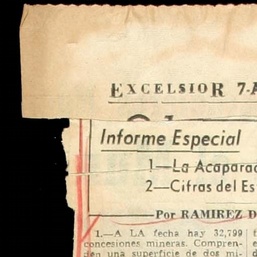 EXCELSIOR 7-
Informe Especial
1—La Acapara
2—Cifras del Es
Por RAMIREZ D
1.—A LA fecha hay 32,799
concesiones mineras. Compren-
den una superficie de dos mi-